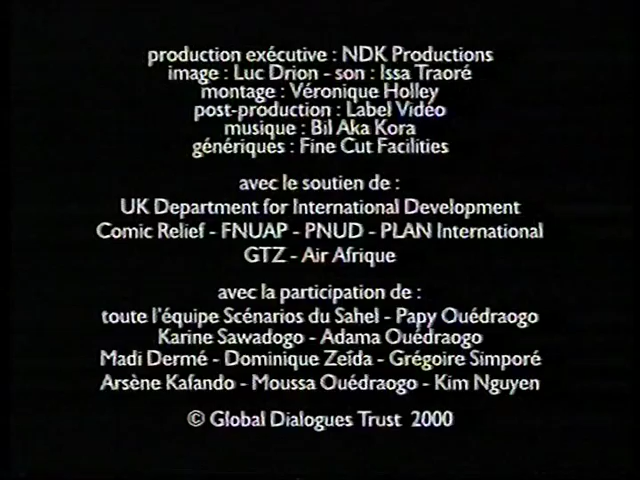 production exécutive : NDK Productions
image : Luc Drion - son : Issa Traoré
montage : Véronique Holley
post-production : Label Vidéo
musique : Bil Aka Kora
génériques : Fine Cut Facilities
avec le soutien de :
UK Department for International Development
Comic Relief - FNUAP - PNUD - PLAN International
GTZ - Air Afrique
avec la participation de :
toute l'équipe Scénarios du Sahel - Papy Ouédraogo
Karine Sawadogo - Adama Ouédraogo
Madi Dermé - Dominique Zeïda - Grégoire Simporé
Arsène Kafando - Moussa Ouédraogo - Kim Nguyen
© Global Dialogues Trust 2000